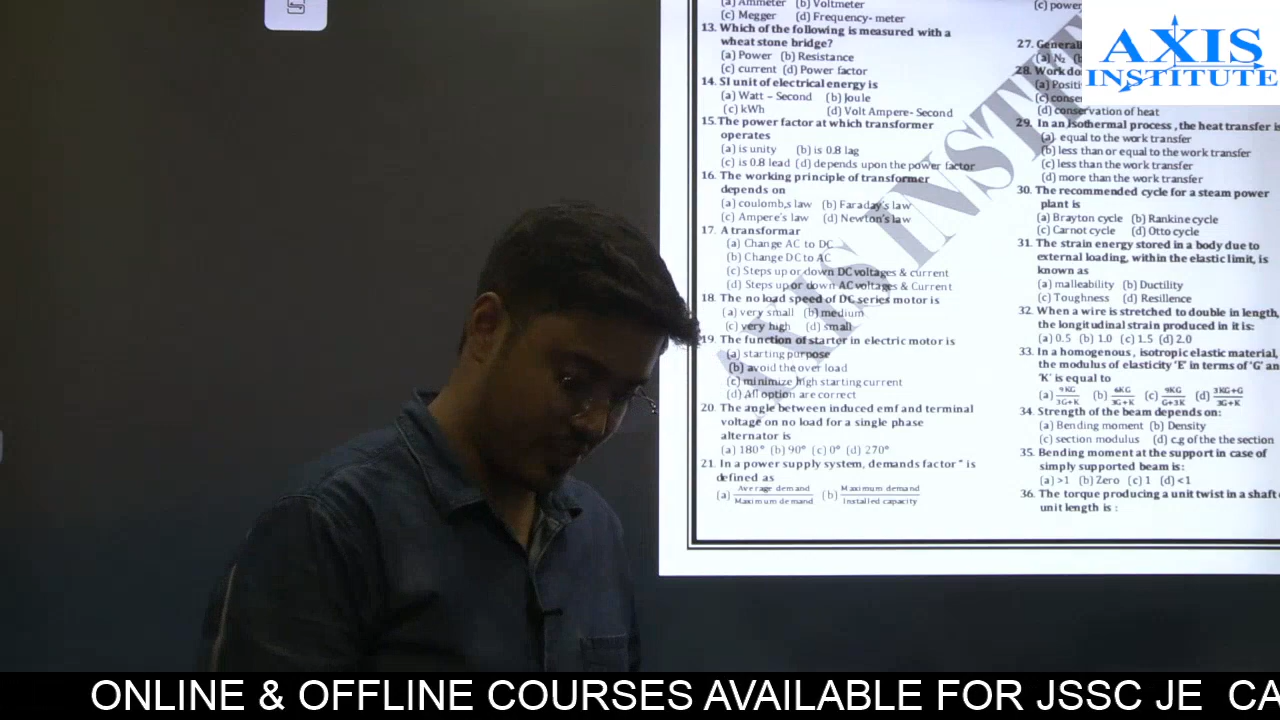 (a) Ammeter (b) Voltmeter
(c) Megger (d) Frequency- meter
13. Which of the following is measured with a
wheat stone bridge?
(a) Power (b) Resistance
(c) current (d) Power factor
14. SI unit of electrical energy is
(a) Watt – Second (b) Joule
(c) kWh (d) Volt Ampere- Second
15.The power factor at which transformer
operates
(a) is unity (b) is 0.8 lag
(c) is 0.8 lead (d) depends upon the power factor
16. The working principle of transformer
depends on
(a) coulomb,s law (b) Faraday's law
(c) Ampere's law (d) Newton's law
17. A transformar
(a) Change AC to DC
(b) Change DC to AC
(c) Steps up or down DC voltages & current
(d) Steps up or down AC voltages & Current
18. The no load speed of DC series motor is
(a) very small (b) medium
(c) very high (d) small
19. The function of starter in electric motor is
(a) starting purpose
(b) avoid the over load
(c) minimize high starting current
(d) All option are correct
20. The angle between induced emf and terminal
voltage on no load for a single phase
alternator is
(a) 180° (b) 90° (c) 0° (d) 270°
21. In a power supply system, demands factor " is
defined as
(a) Average demand / Maximum demand (b) Maximum demand / Installed capacity
(c) power
27. General
(a) N₂
28. Work do
(a) Positi
(c) conse
(d) conservation of heat
29. In an isothermal process , the heat transfer is
(a) equal to the work transfer
(b) less than or equal to the work transfer
(c) less than the work transfer
(d) more than the work transfer
30. The recommended cycle for a steam power
plant is
(a) Brayton cycle (b) Rankine cycle
(c) Carnot cycle (d) Otto cycle
31. The strain energy stored in a body due to
external loading, within the elastic limit, is
known as
(a) malleability (b) Ductility
(c) Toughness (d) Resillence
32. When a wire is stretched to double in length,
the longitudinal strain produced in it is:
(a) 0.5 (b) 1.0 (c) 1.5 (d) 2.0
33. In a homogenous , isotropic elastic material,
the modulus of elasticity 'E' in terms of 'G' an
'K' is equal to
(a) 9KG / 3G+K (b) 6KG / 3G+K (c) 9KG / G+3K (d) 3KG+G / 3G+K
34. Strength of the beam depends on:
(a) Bending moment (b) Density
(c) section modulus (d) c.g of the the section
35. Bending moment at the support in case of
simply supported beam is:
(a) >1 (b) Zero (c) 1 (d) <1
36. The torque producing a unit twist in a shaft o
unit length is :
AXIS
INSTITUTE
AXIS INSTITUTE
ONLINE & OFFLINE COURSES AVAILABLE FOR JSSC JE CA